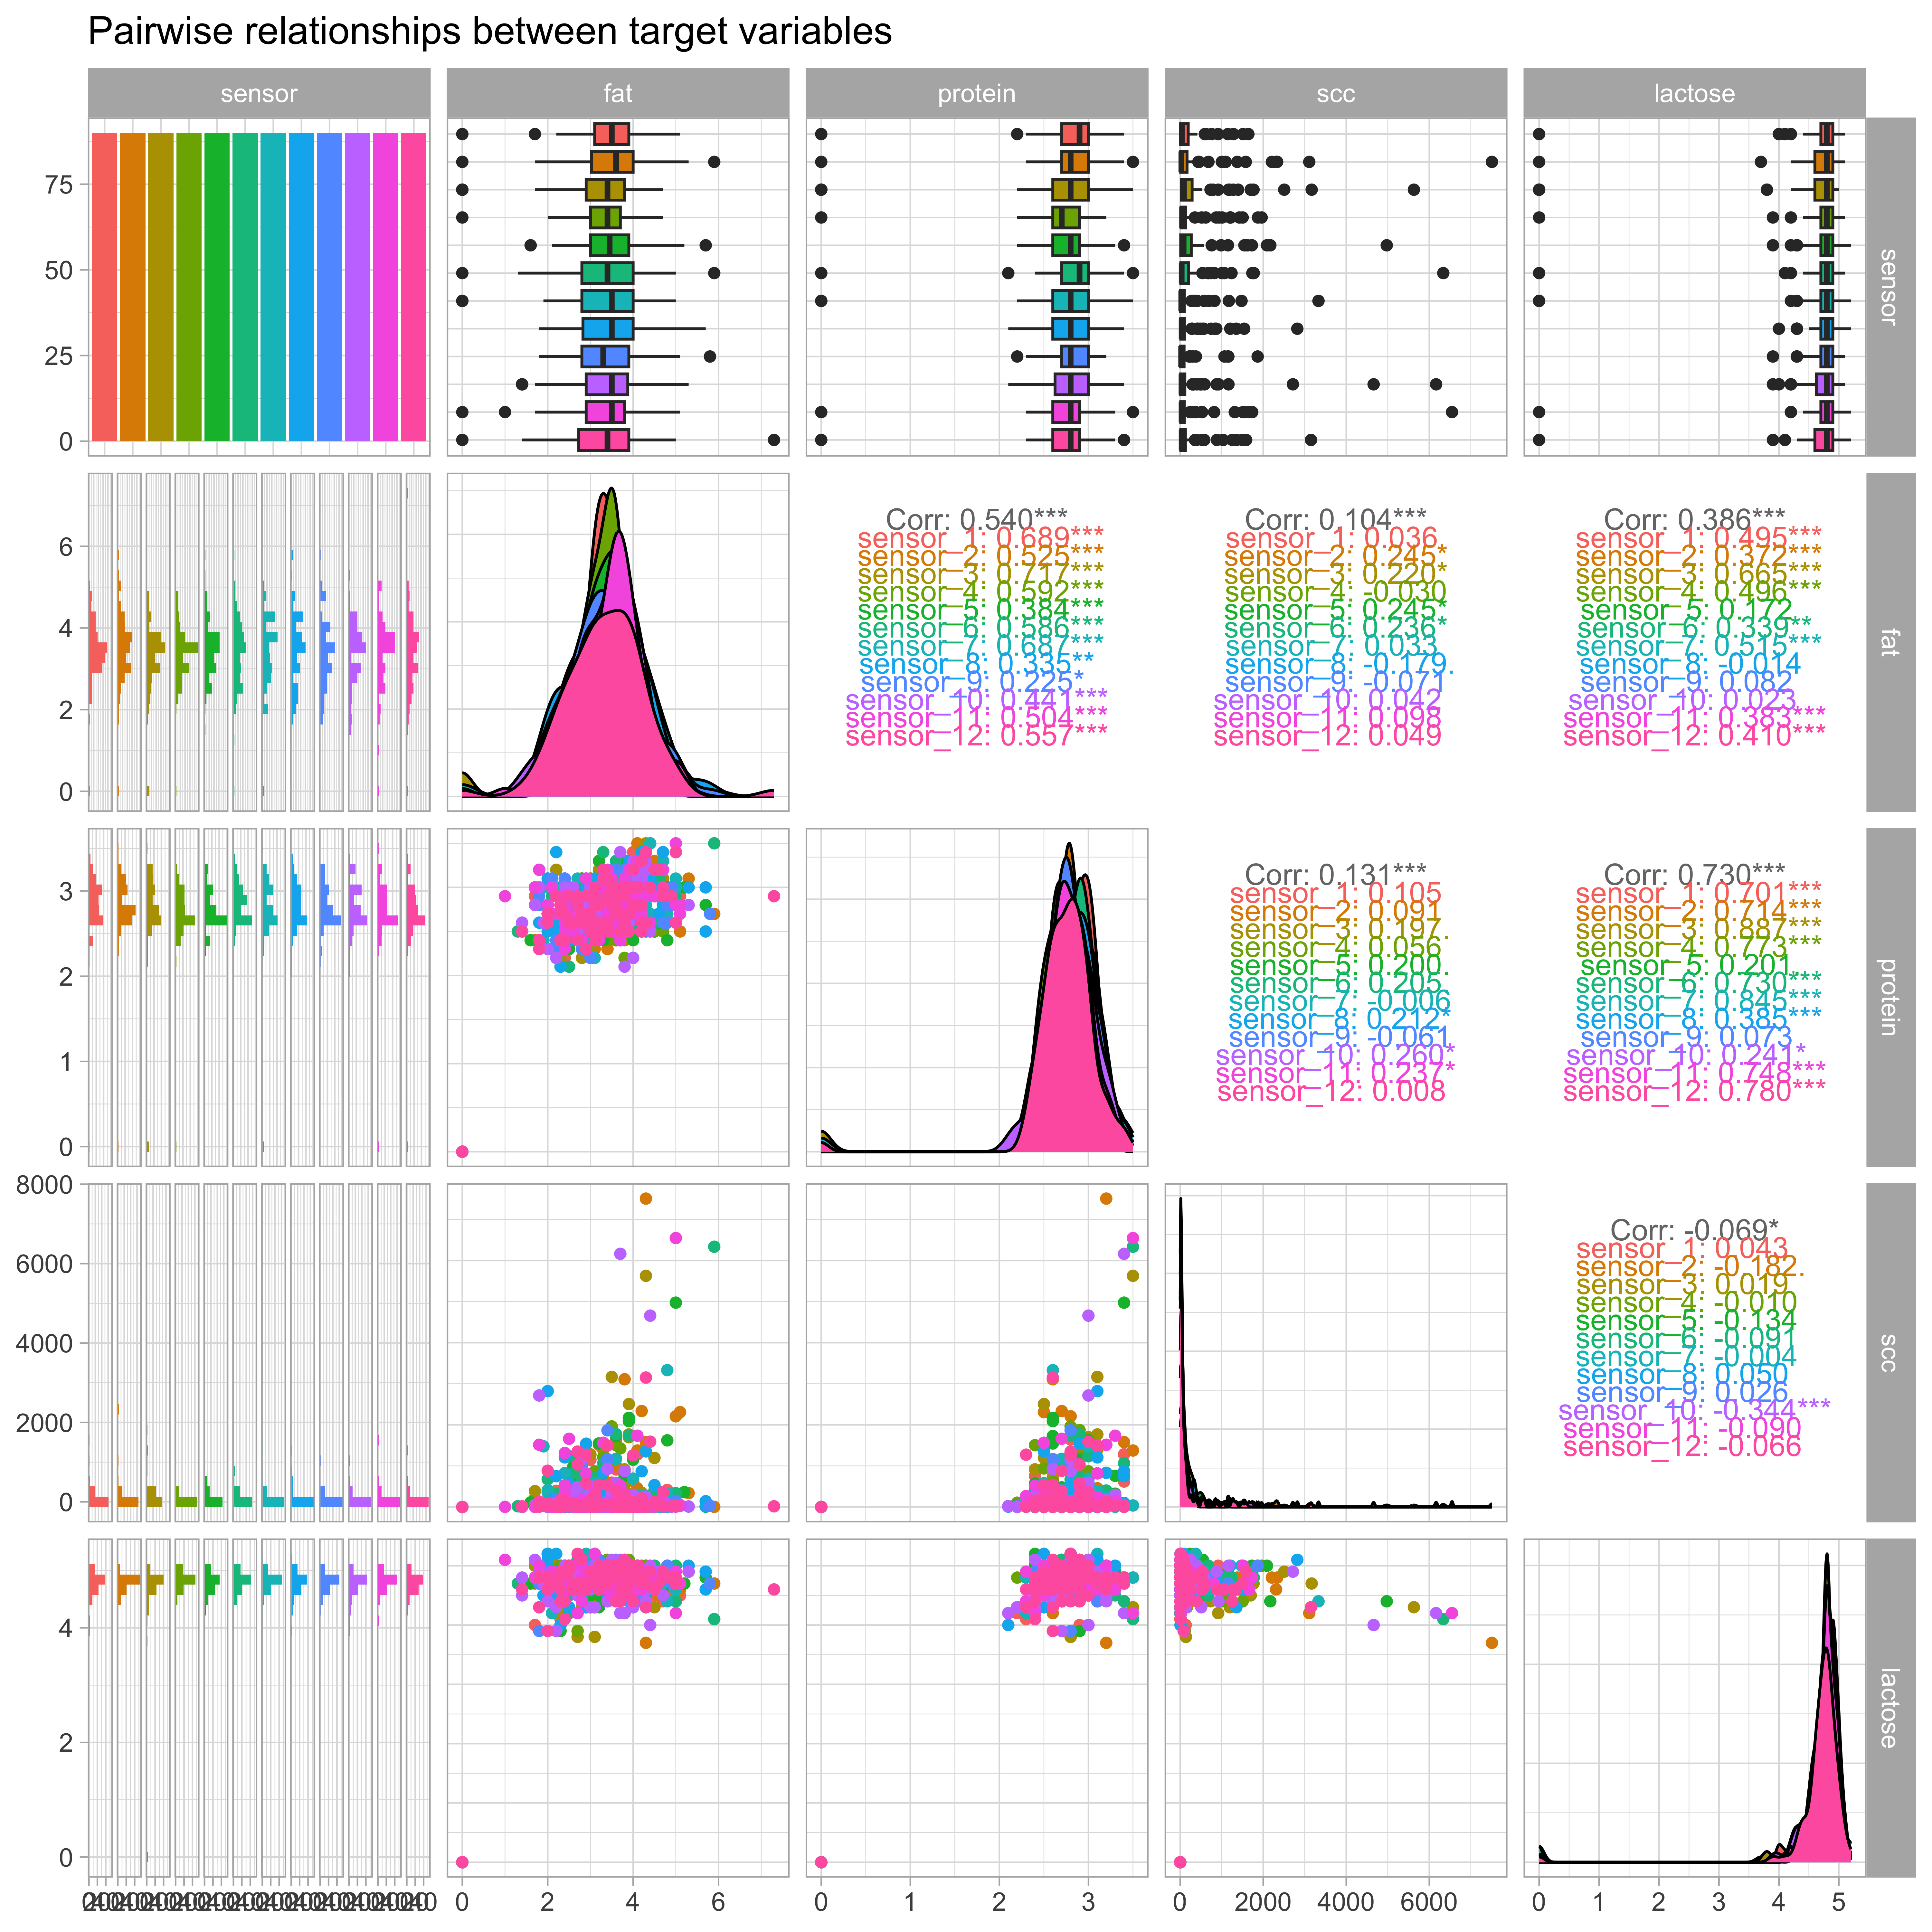 Pairwise relationships between target variables
sensor
fat
protein
scc
lactose
75
50
25
0
sensor
6
4
2
0
Corr: 0.540***
sensor_1: 0.689***
sensor_2: 0.525***
sensor_3: 0.717***
sensor_4: 0.592***
sensor_5: 0.384***
sensor_6: 0.586***
sensor_7: 0.687***
sensor_8: 0.335**
sensor_9: 0.225*
sensor_10: 0.441***
sensor_11: 0.504***
sensor_12: 0.557***
Corr: 0.104***
sensor_1: 0.036
sensor_2: 0.245*
sensor_3: 0.220*
sensor_4: -0.030
sensor_5: 0.245*
sensor_6: 0.236*
sensor_7: 0.033
sensor_8: -0.179.
sensor_9: -0.071
sensor_10: 0.042
sensor_11: 0.098
sensor_12: 0.049
Corr: 0.386***
sensor_1: 0.495***
sensor_2: 0.372***
sensor_3: 0.665***
sensor_4: 0.496***
sensor_5: 0.172
sensor_6: 0.339**
sensor_7: 0.515***
sensor_8: -0.014
sensor_9: 0.082
sensor_10: 0.023
sensor_11: 0.383***
sensor_12: 0.410***
fat
3
2
1
0
Corr: 0.131***
sensor_1: 0.105
sensor_2: 0.091
sensor_3: 0.197.
sensor_4: 0.056
sensor_5: 0.200.
sensor_6: 0.205.
sensor_7: -0.006
sensor_8: 0.212*
sensor_9: -0.061
sensor_10: 0.260*
sensor_11: 0.237*
sensor_12: 0.008
Corr: 0.730***
sensor_1: 0.701***
sensor_2: 0.714***
sensor_3: 0.887***
sensor_4: 0.773***
sensor_5: 0.201.
sensor_6: 0.730***
sensor_7: 0.845***
sensor_8: 0.385***
sensor_9: 0.073
sensor_10: 0.241*
sensor_11: 0.748***
sensor_12: 0.780***
protein
8000
6000
4000
2000
0
Corr: -0.069*
sensor_1: 0.043
sensor_2: -0.182.
sensor_3: 0.019
sensor_4: -0.010
sensor_5: -0.134
sensor_6: -0.091
sensor_7: -0.004
sensor_8: 0.050
sensor_9: 0.026
sensor_10: -0.344***
sensor_11: -0.090
sensor_12: -0.066
scc
4
2
0
lactose
0 2 4 6
0 1 2 3
0 2000 4000 6000
0 1 2 3 4 5